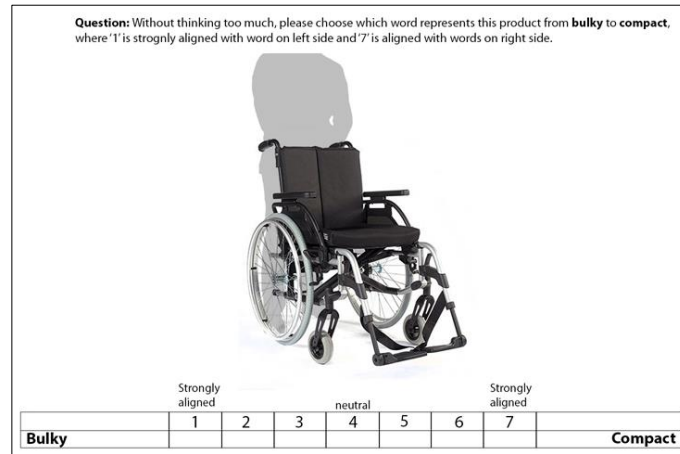 Question: Without thinking too much, please choose which word represents this product from bulky to compact,
where '1' is strognly aligned with word on left side and '7' is aligned with words on right side.
Strongly aligned neutral Strongly aligned
1 2 3 4 5 6 7
Bulky Compact